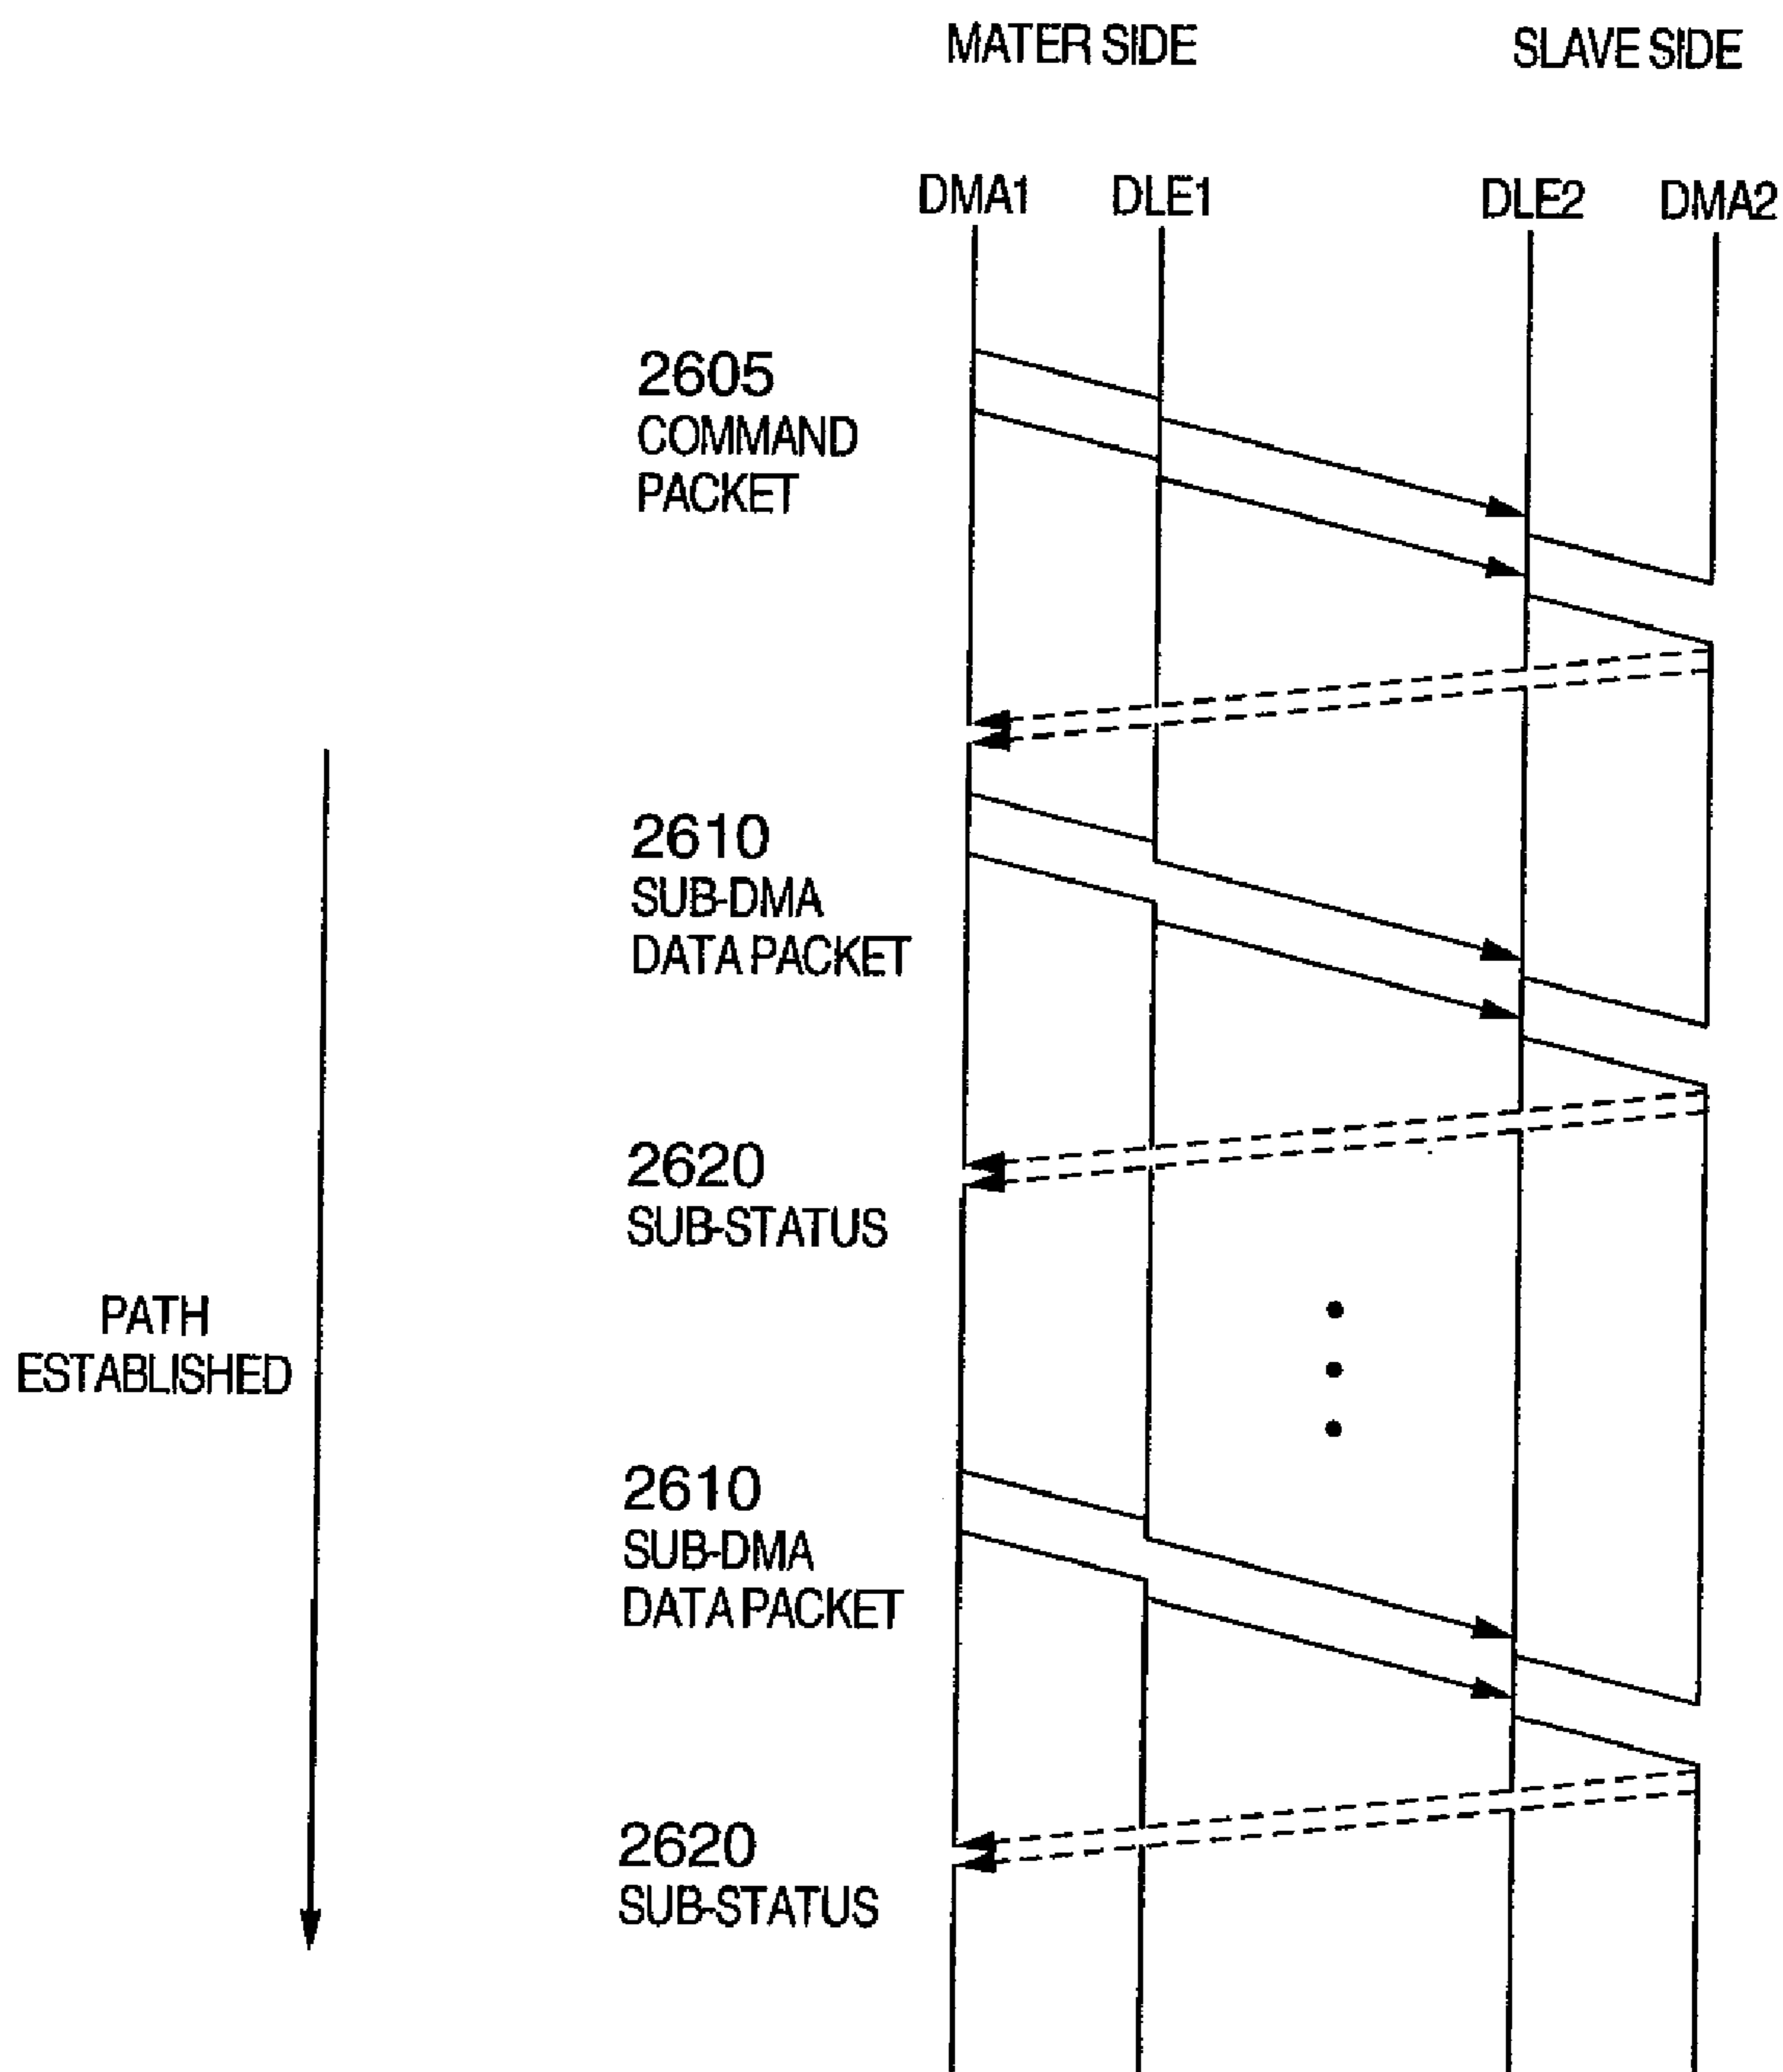 MATER SIDE SLAVE SIDE
DMA1 DLE1 DLE2 DMA2
2605
COMMAND
PACKET
2610
SUB-DMA
DATA PACKET
2620
SUB-STATUS
PATH
ESTABLISHED
2610
SUB-DMA
DATA PACKET
2620
SUB-STATUS